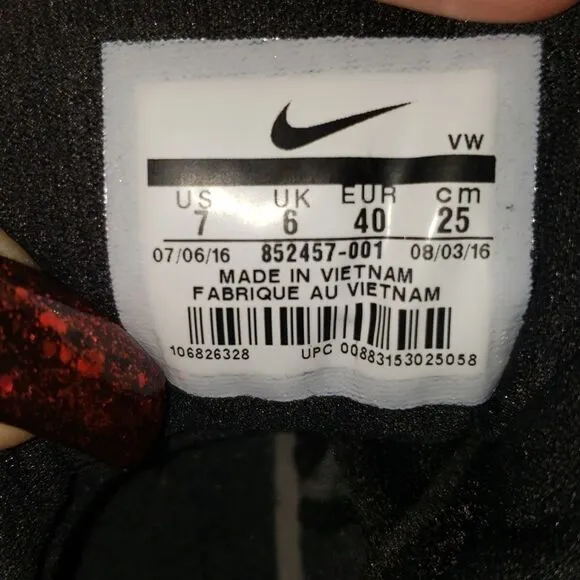 VW
US UK EUR cm
7 6 40 25
07/06/16 852457-001 08/03/16
MADE IN VIETNAM
FABRIQUE AU VIETNAM
106826328 UPC 00883153025058